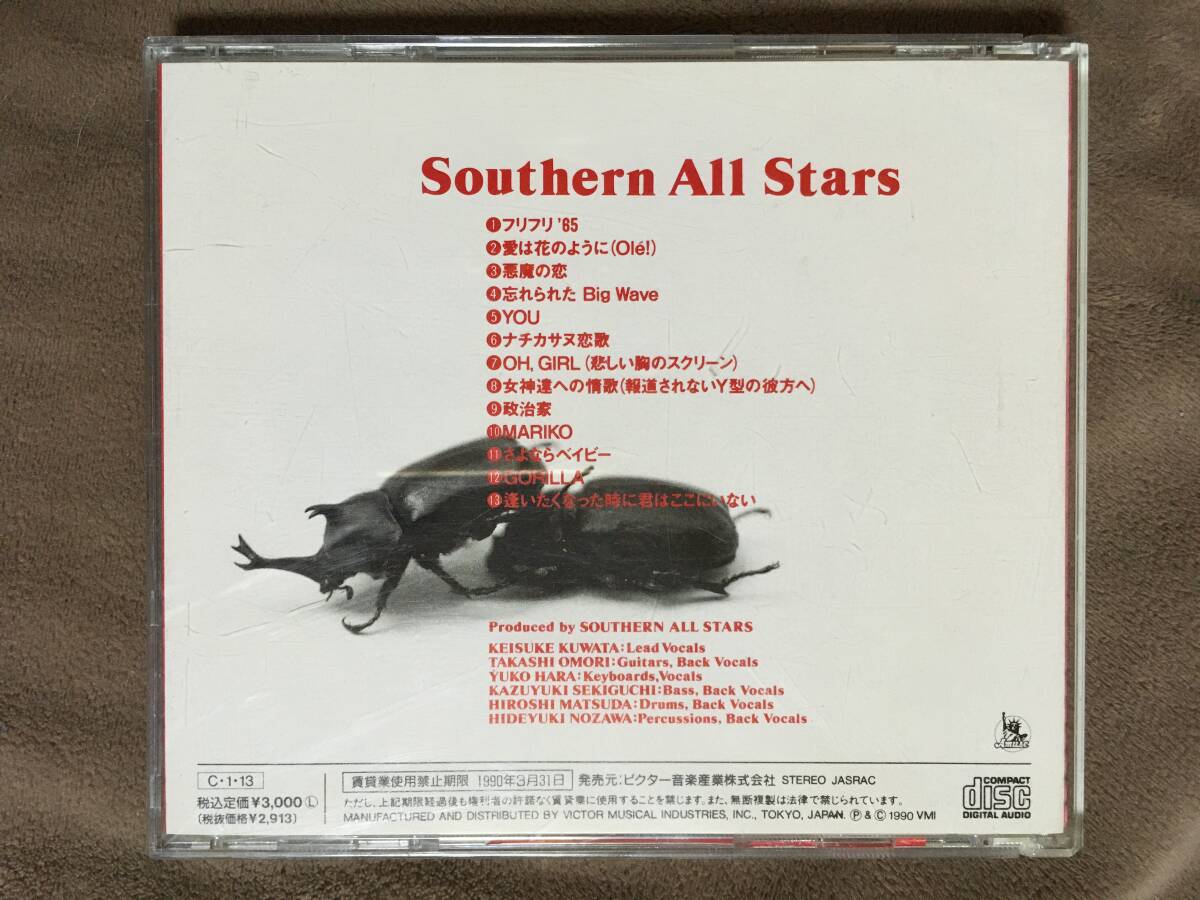 Southern All Stars
❶フリフリ '65
❷愛は花のように(Olé!)
❸悪魔の恋
❹忘れられた Big Wave
❺YOU
❻ナチカサヌ恋歌
❼OH, GIRL (悲しい胸のスクリーン)
❽女神達への情歌(報道されないY型の彼方へ)
❾政治家
❿MARIKO
⓫さよならベイビー
⓬GORILLA
⓭逢いたくなった時に君はここにいない
Produced by SOUTHERN ALL STARS
KEISUKE KUWATA:Lead Vocals
TAKASHI OMORI:Guitars, Back Vocals
YUKO HARA:Keyboards,Vocals
KAZUYUKI SEKIGUCHI:Bass, Back Vocals
HIROSHI MATSUDA:Drums, Back Vocals
HIDEYUKI NOZAWA:Percussions, Back Vocals
Amuse
C・1・13
税込定価¥3,000Ⓛ
(税抜価格¥2,913)
賃貸業使用禁止期限 1990年3月31日 発売元:ビクター音楽産業株式会社 STEREO JASRAC
ただし、上記期限経過後も権利者の許諾なく賃貸業に使用することを禁じます。また、無断複製は法律で禁じられています。
MANUFACTURED AND DISTRIBUTED BY VICTOR MUSICAL INDUSTRIES, INC., TOKYO, JAPAN. Ⓟ & © 1990 VMI
COMPACT
disc
DIGITAL AUDIO